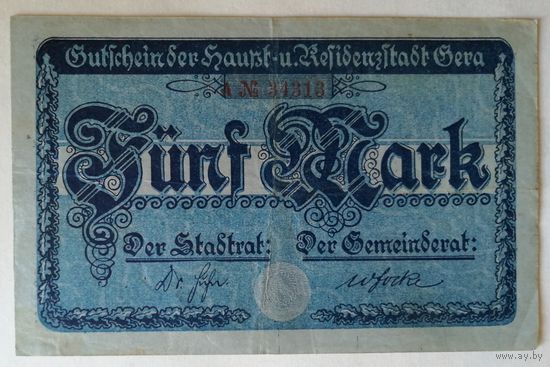 Gutschein der Haupt- u. Residenzstadt Gera
A № 34313
Fünf Mark
Der Stadtrat: Der Gemeinderat:
www.ay.by